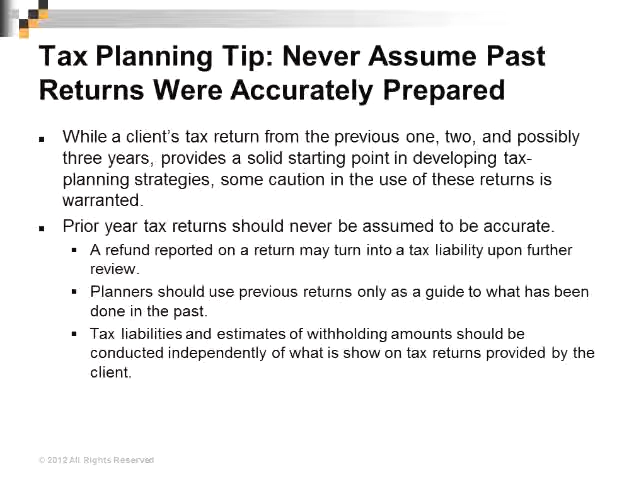 Tax Planning Tip: Never Assume Past
Returns Were Accurately Prepared
While a client's tax return from the previous one, two, and possibly
three years, provides a solid starting point in developing tax-
planning strategies, some caution in the use of these returns is
warranted.
Prior year tax returns should never be assumed to be accurate.
A refund reported on a return may turn into a tax liability upon further
review.
Planners should use previous returns only as a guide to what has been
done in the past.
Tax liabilities and estimates of withholding amounts should be
conducted independently of what is show on tax returns provided by the
client.
© 2012 All Rights Reserved